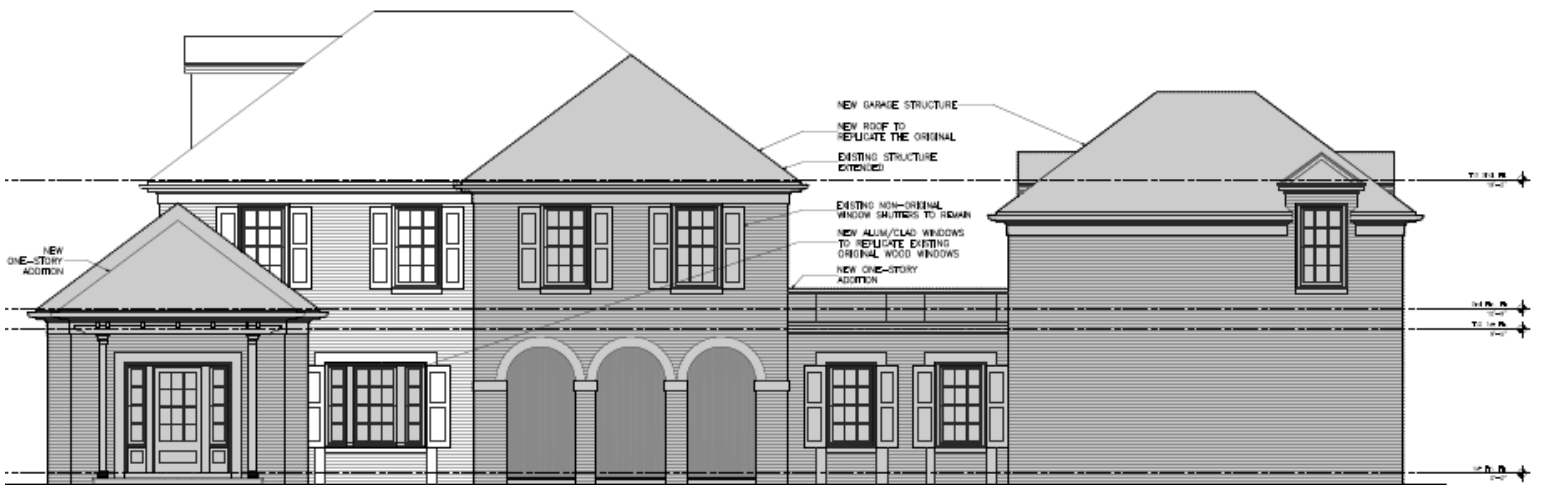 NEW GARAGE STRUCTURE
NEW ROOF TO
REPLICATE THE ORIGINAL
EXISTING STRUCTURE
EXTENDED
EXISTING NON-ORIGINAL
WINDOW SHUTTERS TO REMAIN
NEW ALUM/CLAD WINDOWS
TO REPLICATE EXISTING
ORIGINAL WOOD WINDOWS
NEW ONE-STORY
ADDITION
NEW
ONE-STORY
ADDITION